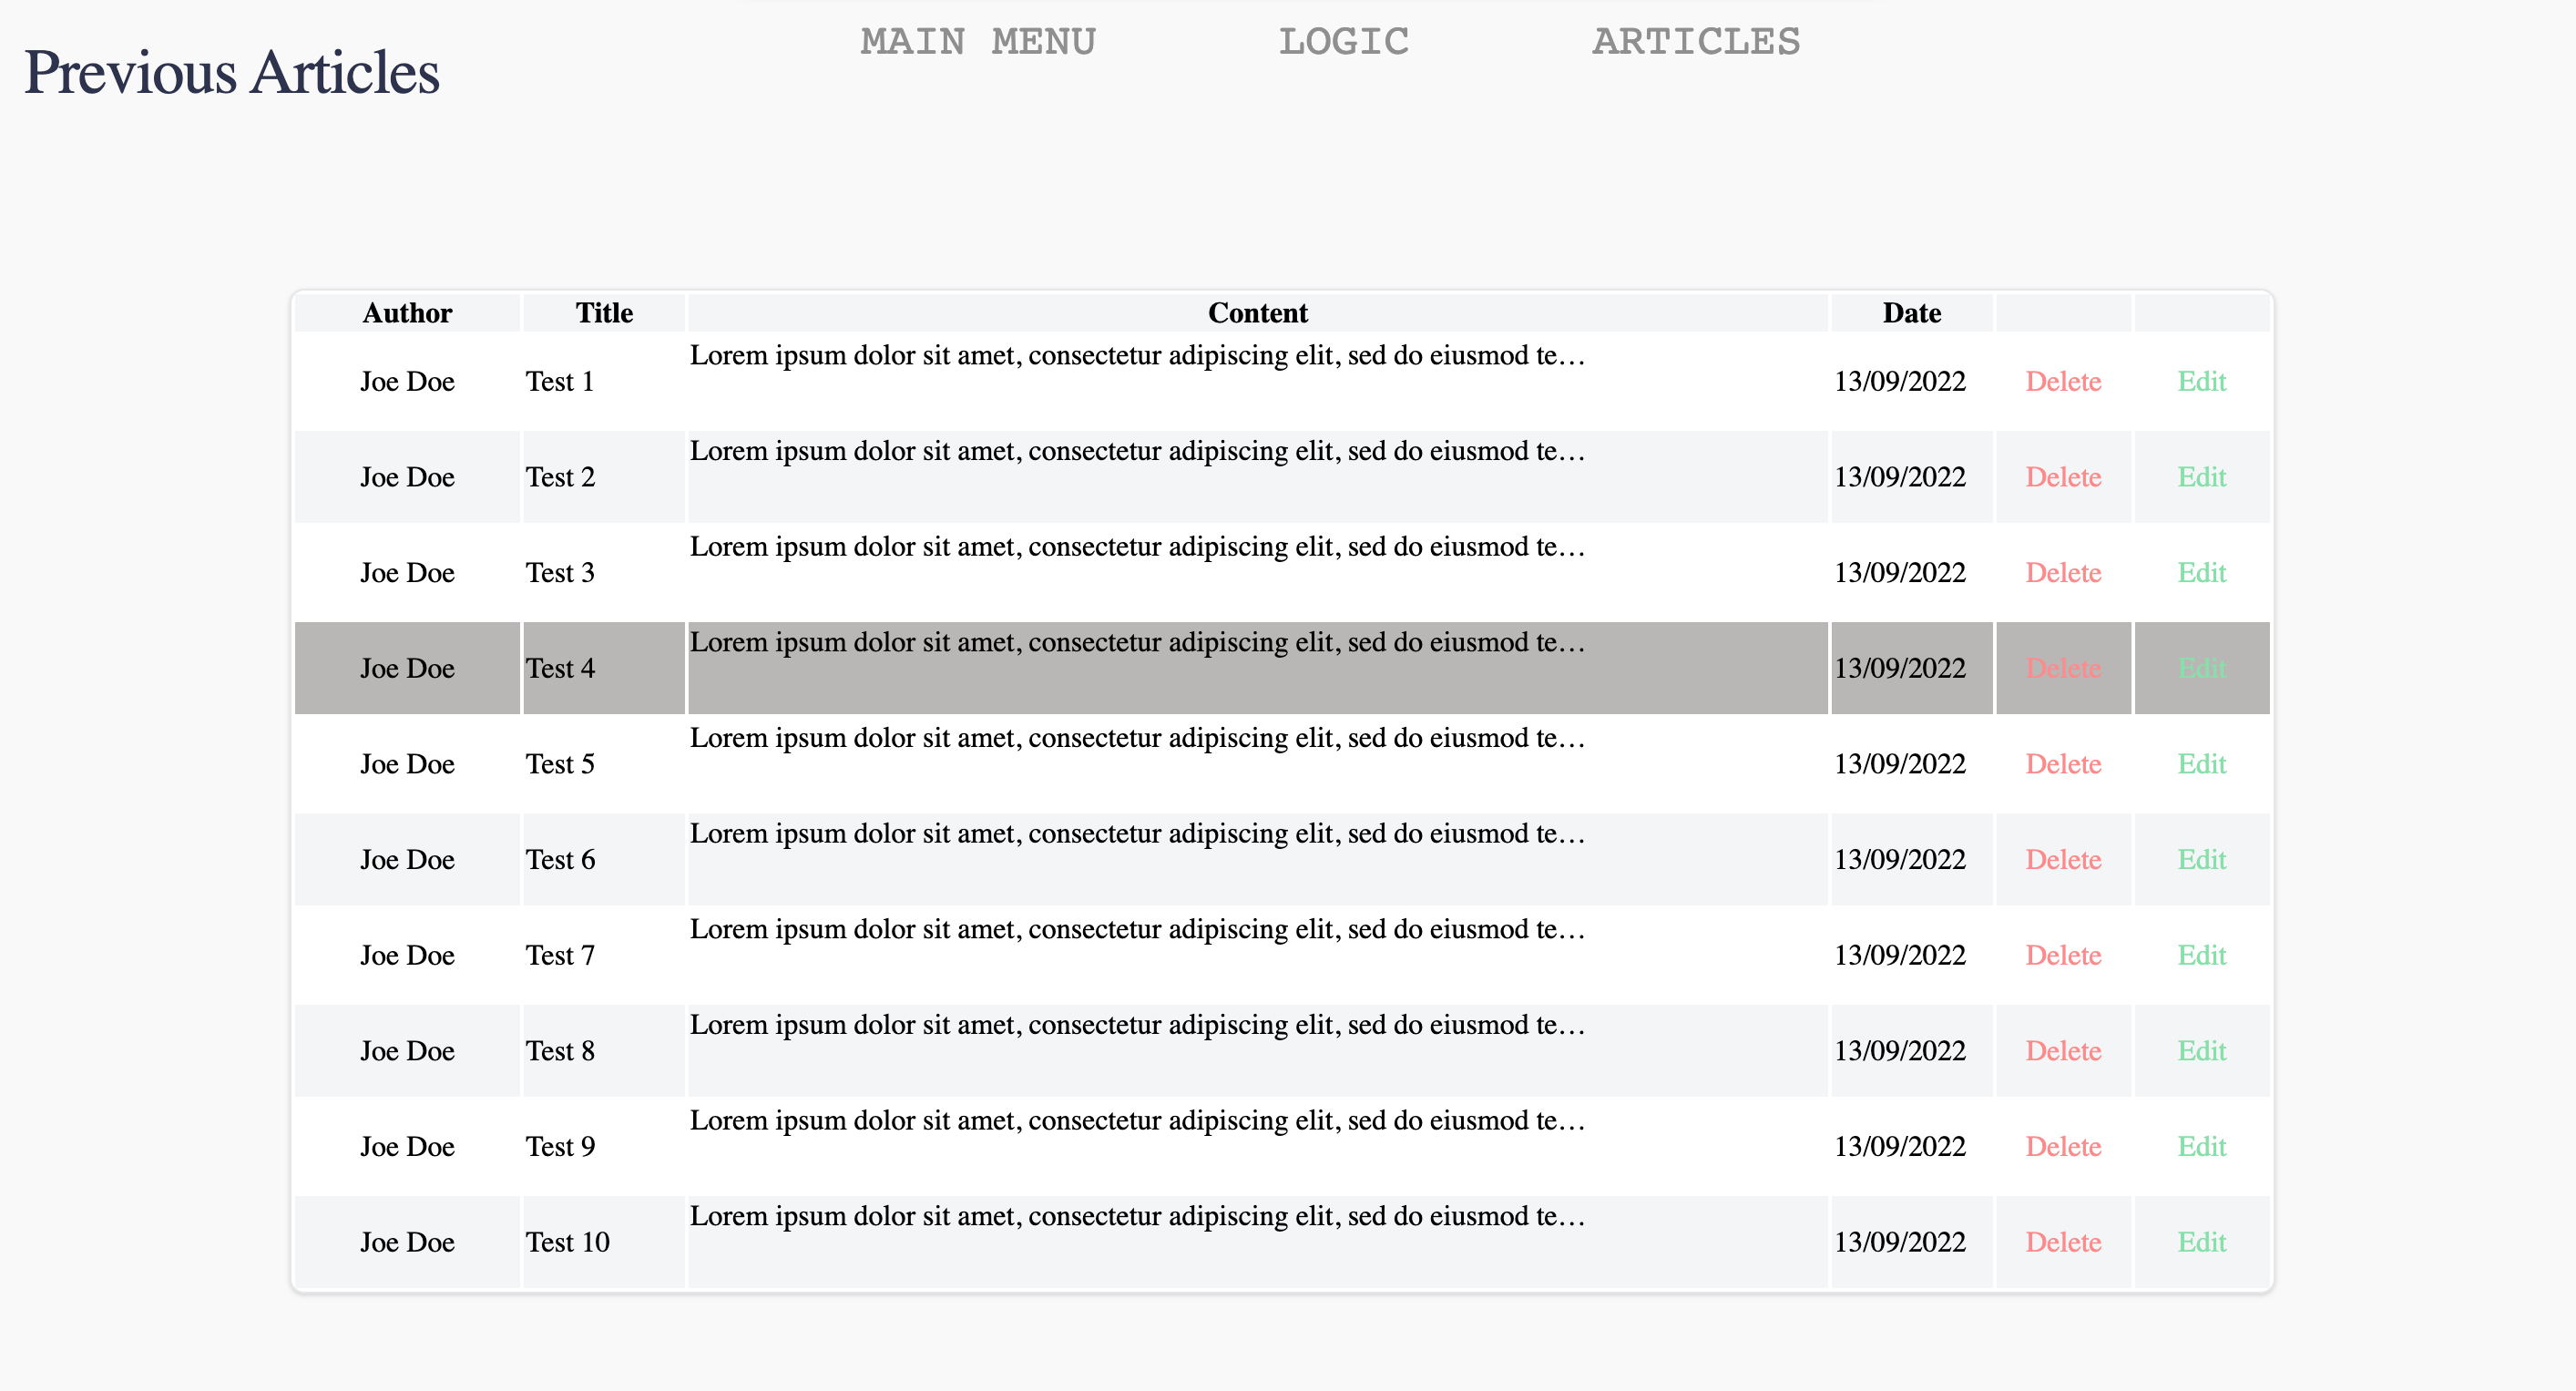 MAIN MENU LOGIC ARTICLES
Previous Articles
Author Title Content Date
Joe Doe Test 1 Lorem ipsum dolor sit amet, consectetur adipiscing elit, sed do eiusmod te… 13/09/2022 Delete Edit
Joe Doe Test 2 Lorem ipsum dolor sit amet, consectetur adipiscing elit, sed do eiusmod te… 13/09/2022 Delete Edit
Joe Doe Test 3 Lorem ipsum dolor sit amet, consectetur adipiscing elit, sed do eiusmod te… 13/09/2022 Delete Edit
Joe Doe Test 4 Lorem ipsum dolor sit amet, consectetur adipiscing elit, sed do eiusmod te… 13/09/2022 Delete Edit
Joe Doe Test 5 Lorem ipsum dolor sit amet, consectetur adipiscing elit, sed do eiusmod te… 13/09/2022 Delete Edit
Joe Doe Test 6 Lorem ipsum dolor sit amet, consectetur adipiscing elit, sed do eiusmod te… 13/09/2022 Delete Edit
Joe Doe Test 7 Lorem ipsum dolor sit amet, consectetur adipiscing elit, sed do eiusmod te… 13/09/2022 Delete Edit
Joe Doe Test 8 Lorem ipsum dolor sit amet, consectetur adipiscing elit, sed do eiusmod te… 13/09/2022 Delete Edit
Joe Doe Test 9 Lorem ipsum dolor sit amet, consectetur adipiscing elit, sed do eiusmod te… 13/09/2022 Delete Edit
Joe Doe Test 10 Lorem ipsum dolor sit amet, consectetur adipiscing elit, sed do eiusmod te… 13/09/2022 Delete Edit